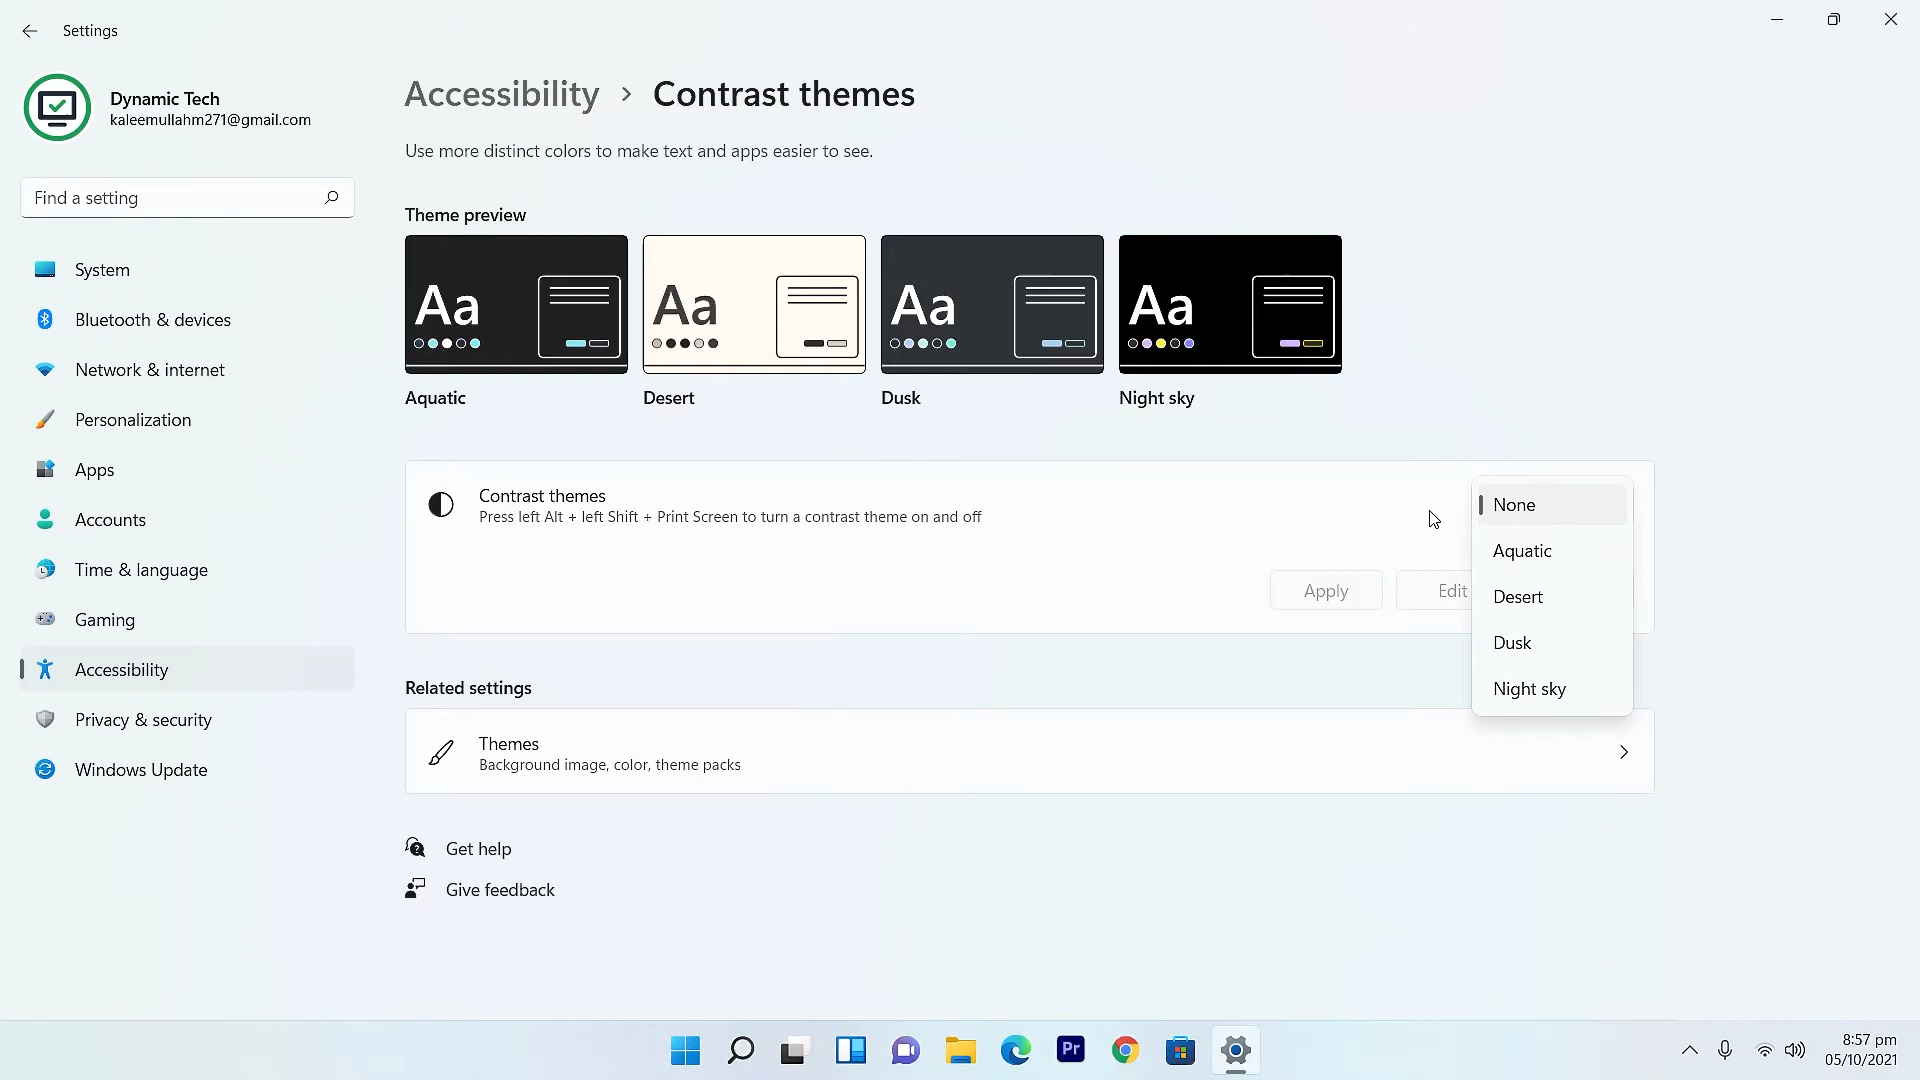 Settings
Dynamic Tech
kaleemullahm271@gmail.com
Find a setting
System
Bluetooth & devices
Network & internet
Personalization
Apps
Accounts
Time & language
Gaming
Accessibility
Privacy & security
Windows Update
Accessibility > Contrast themes
Use more distinct colors to make text and apps easier to see.
Theme preview
Aa
Aa
Aa
Aa
Aquatic
Desert
Dusk
Night sky
Contrast themes
Press left Alt + left Shift + Print Screen to turn a contrast theme on and off
Apply
Edit
None
Aquatic
Desert
Dusk
Night sky
Related settings
Themes
Background image, color, theme packs
Get help
Give feedback
Pr
8:57 pm
05/10/2021